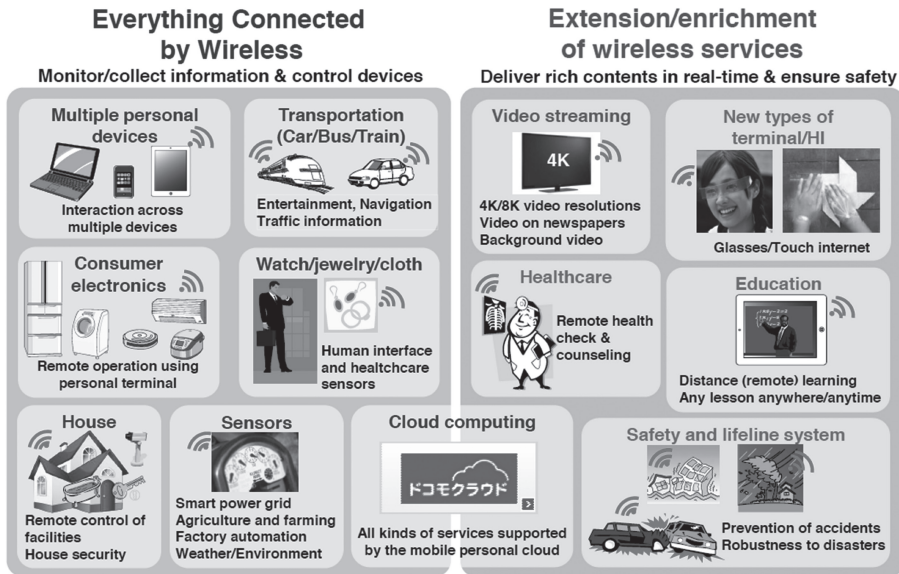 Everything Connected
by Wireless
Monitor/collect information & control devices
Multiple personal
devices
Interaction across
multiple devices
Transportation
(Car/Bus/Train)
Entertainment, Navigation
Traffic information
Consumer
electronics
Remote operation using
personal terminal
Watch/jewelry/cloth
Human interface
and healtchcare
sensors
House
Remote control of
facilities
House security
Sensors
Smart power grid
Agriculture and farming
Factory automation
Weather/Environment
Cloud computing
ドコモクラウド
All kinds of services supported
by the mobile personal cloud
Extension/enrichment
of wireless services
Deliver rich contents in real-time & ensure safety
Video streaming
4K
4K/8K video resolutions
Video on newspapers
Background video
New types of
terminal/HI
Glasses/Touch internet
Healthcare
Remote health
check &
counseling
Education
Distance (remote) learning
Any lesson anywhere/anytime
Safety and lifeline system
Prevention of accidents
Robustness to disasters